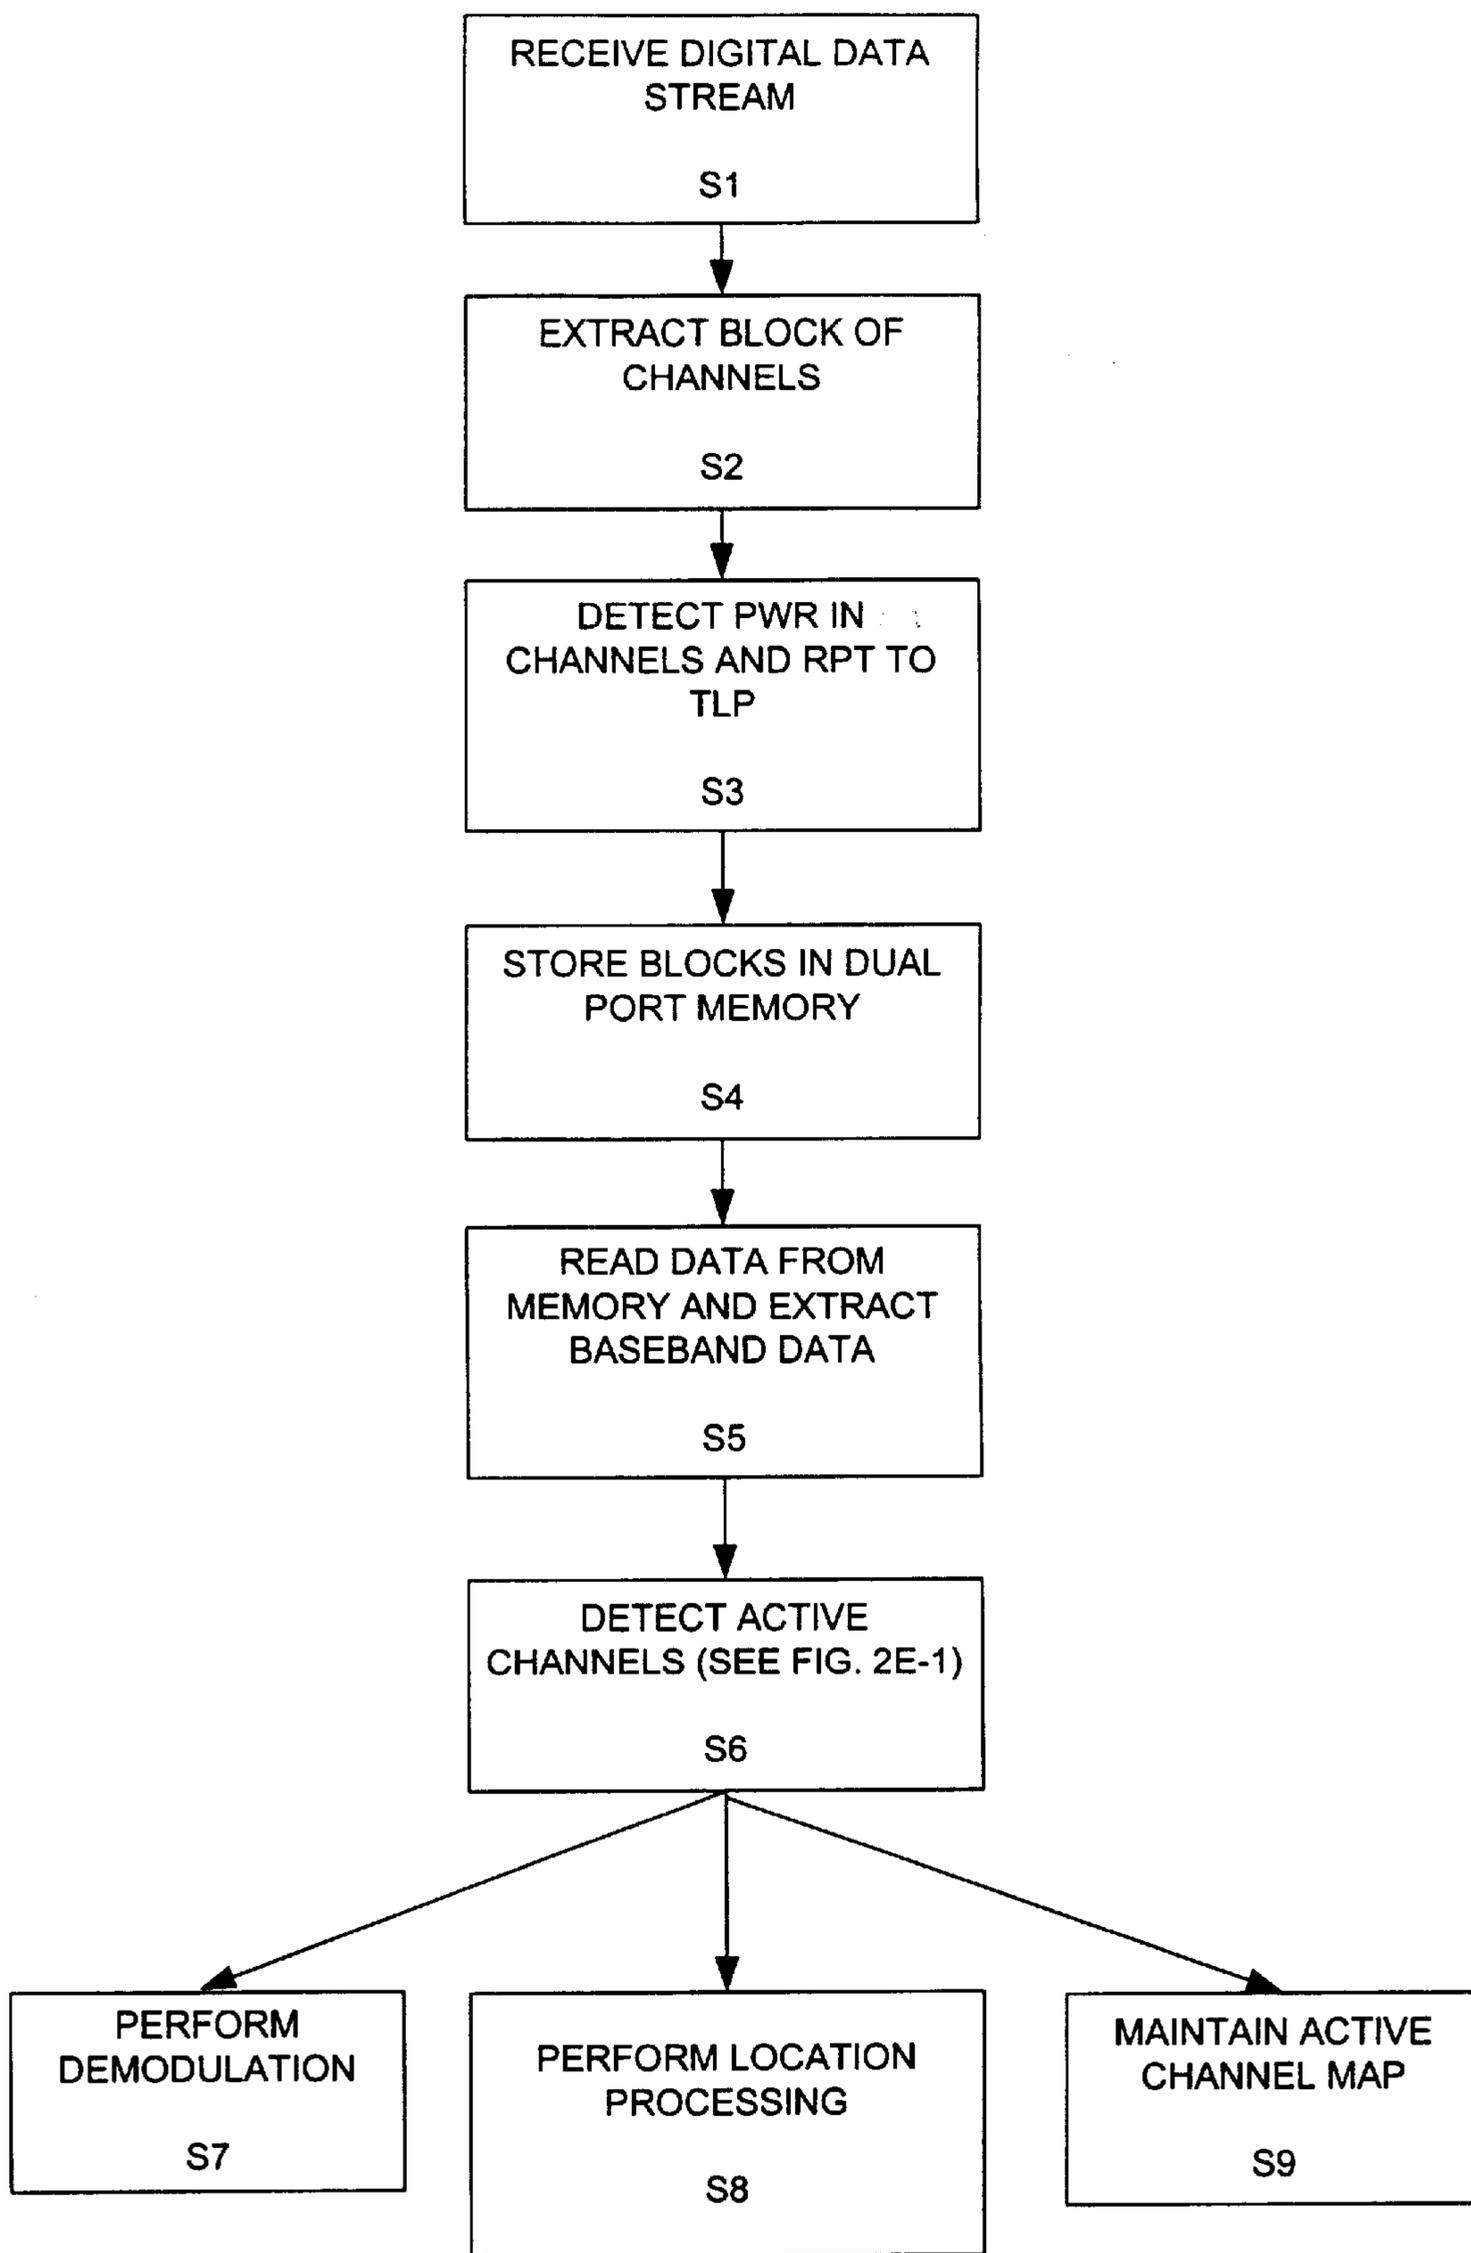 RECEIVE DIGITAL DATA
STREAM
S1
EXTRACT BLOCK OF
CHANNELS
S2
DETECT PWR IN
CHANNELS AND RPT TO
TLP
S3
STORE BLOCKS IN DUAL
PORT MEMORY
S4
READ DATA FROM
MEMORY AND EXTRACT
BASEBAND DATA
S5
DETECT ACTIVE
CHANNELS (SEE FIG. 2E-1)
S6
PERFORM
DEMODULATION
S7
PERFORM LOCATION
PROCESSING
S8
MAINTAIN ACTIVE
CHANNEL MAP
S9